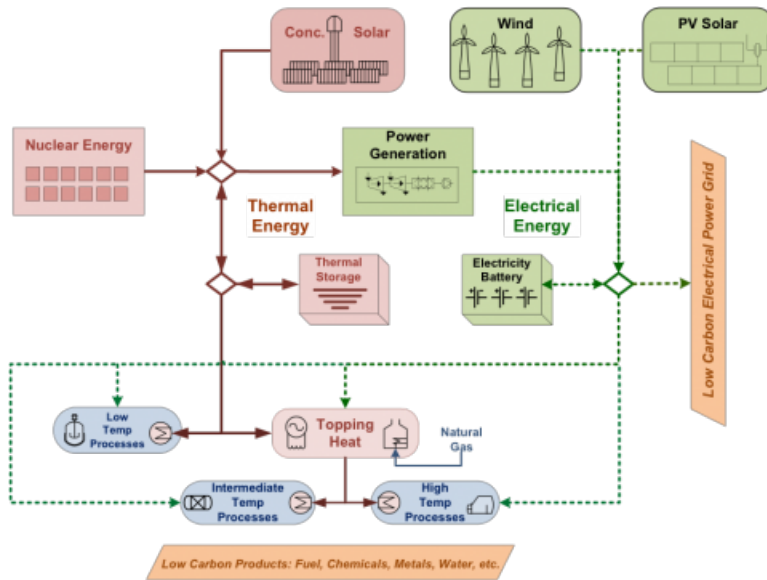 Conc. Solar
Wind
PV Solar
Nuclear Energy
Power
Generation
Thermal
Energy
Electrical
Energy
Low Carbon Electrical Power Grid
Thermal
Storage
Electricity
Battery
Low
Temp
Processes
Topping
Heat
Natural
Gas
Intermediate
Temp
Processes
High
Temp
Processes
Low Carbon Products: Fuel, Chemicals, Metals, Water, etc.